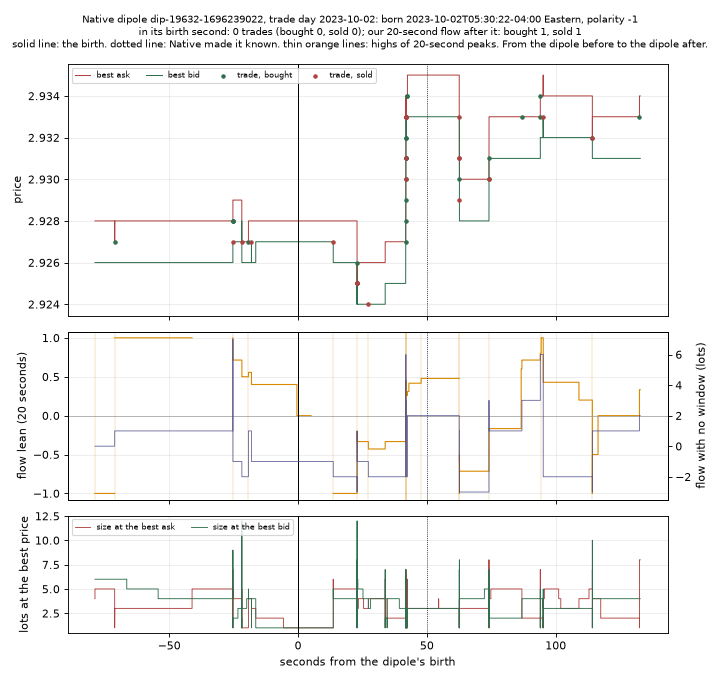 Native dipole dip-19632-1696239022, trade day 2023-10-02: born 2023-10-02T05:30:22-04:00 Eastern, polarity -1
in its birth second: 0 trades (bought 0, sold 0); our 20-second flow after it: bought 1, sold 1
solid line: the birth. dotted line: Native made it known. thin orange lines: highs of 20-second peaks. From the dipole before to the dipole after.
best ask
best bid
trade, bought
trade, sold
2.934
2.932
2.930
2.928
2.926
2.924
price
1.0
0.5
0.0
−0.5
−1.0
flow lean (20 seconds)
6
4
2
0
−2
flow with no window (lots)
size at the best ask
size at the best bid
12.5
10.0
7.5
5.0
2.5
lots at the best price
−50
0
50
100
seconds from the dipole's birth